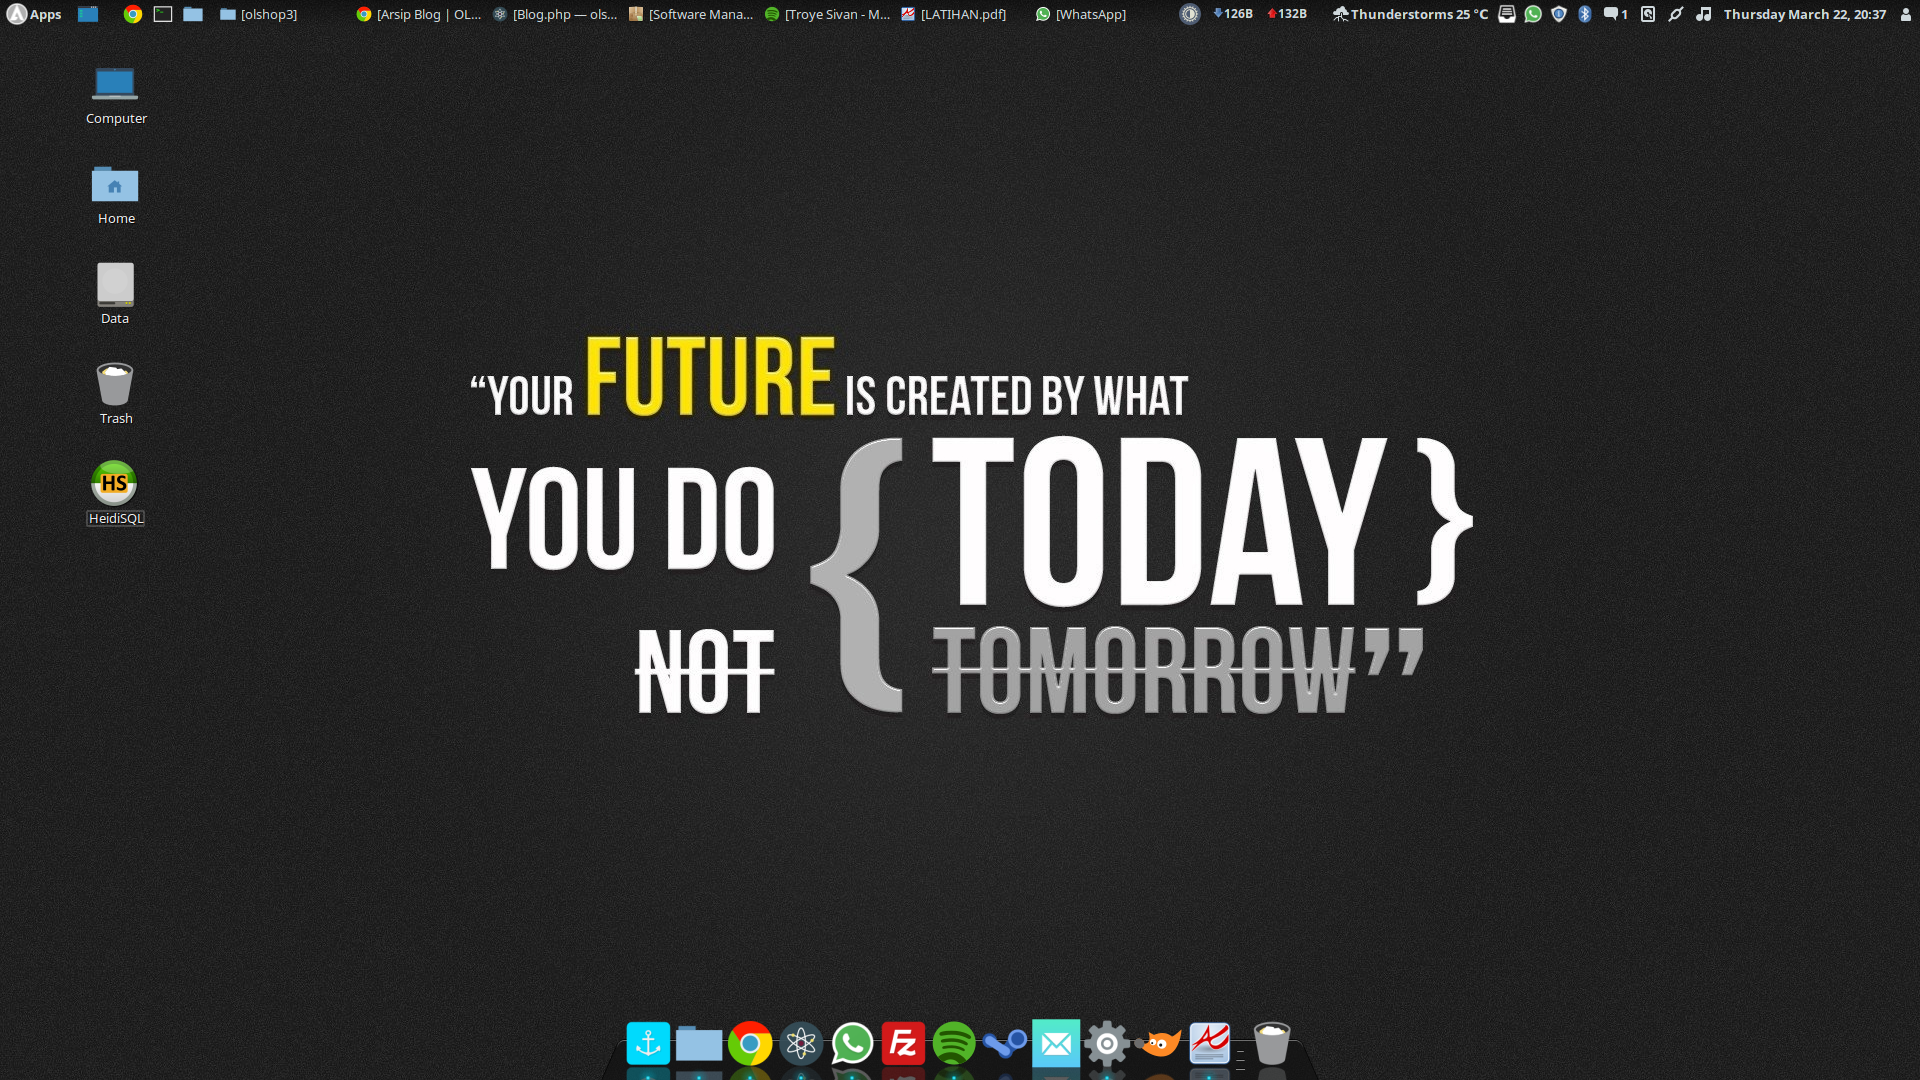 Apps [olshop3] [Arsip Blog | OL... [Blog.php — ols... [Software Mana... [Troye Sivan - M... [LATIHAN.pdf] [WhatsApp] 126B 132B Thunderstorms 25 °C 1 Thursday March 22, 20:37
Computer
Home
Data
Trash
HS
HeidiSQL
“YOUR FUTURE IS CREATED BY WHAT
YOU DO { TODAY }
NOT TOMORROW”
Fz